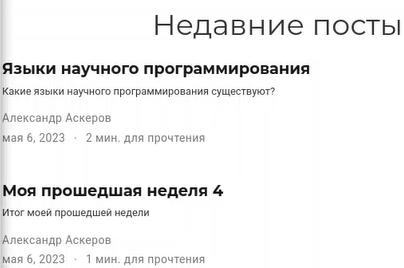 Недавние посты
Языки научного программирования
Какие языки научного программирования существуют?
Александр Аскеров
мая 6, 2023 · 2 мин. для прочтения
Моя прошедшая неделя 4
Итог моей прошедшей недели
Александр Аскеров
мая 6, 2023 · 1 мин. для прочтения